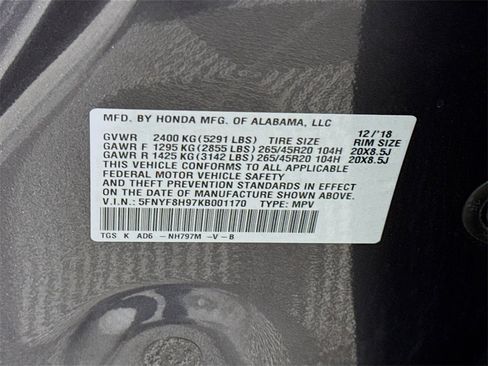 MFD. BY HONDA MFG. OF ALABAMA, LLC
12/'18
GVWR 2400 KG(5291 LBS) TIRE SIZE RIM SIZE
GAWR F 1295 KG(2855 LBS)265/45R20 104H 20X8.5J
GAWR R 1425 KG(3142 LBS)265/45R20 104H 20X8.5J
THIS VEHICLE CONFORMS TO ALL APPLICABLE
FEDERAL MOTOR VEHICLE SAFETY STANDARDS IN EFFECT
ON THE DATE OF MANUFACTURE SHOWN ABOVE.
V.I.N.: 5FNYF8H97KB001170 TYPE: MPV
TGS K AD6 -NH797M -V-B